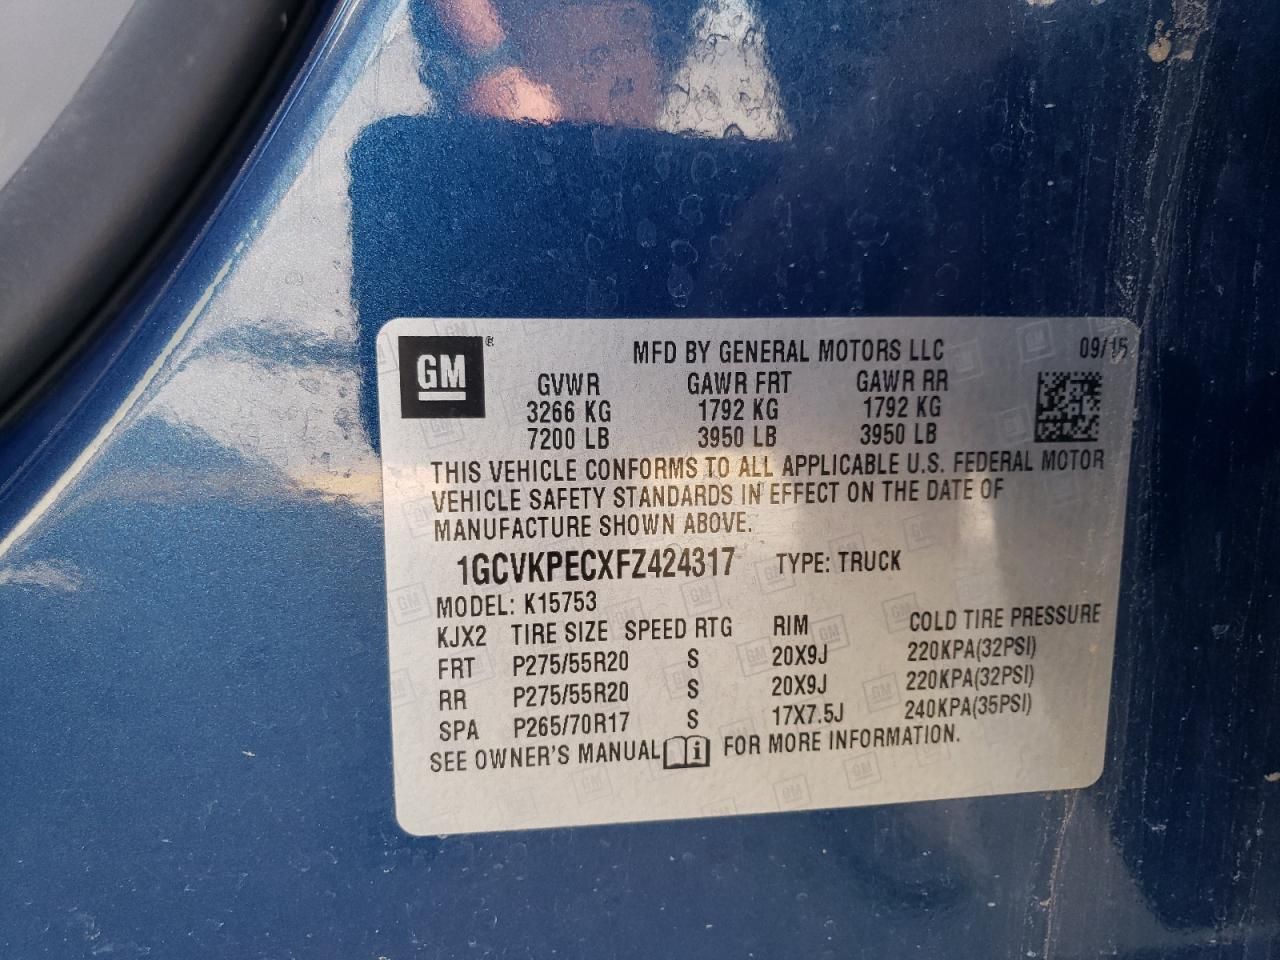 GM ® MFD BY GENERAL MOTORS LLC 09/15
GVWR GAWR FRT GAWR RR
3266 KG 1792 KG 1792 KG
7200 LB 3950 LB 3950 LB
THIS VEHICLE CONFORMS TO ALL APPLICABLE U.S. FEDERAL MOTOR
VEHICLE SAFETY STANDARDS IN EFFECT ON THE DATE OF
MANUFACTURE SHOWN ABOVE.
1GCVKPECXFZ424317 TYPE: TRUCK
MODEL: K15753
KJX2 TIRE SIZE SPEED RTG RIM COLD TIRE PRESSURE
FRT P275/55R20 S 20X9J 220KPA(32PSI)
RR P275/55R20 S 20X9J 220KPA(32PSI)
SPA P265/70R17 S 17X7.5J 240KPA(35PSI)
SEE OWNER'S MANUAL FOR MORE INFORMATION.